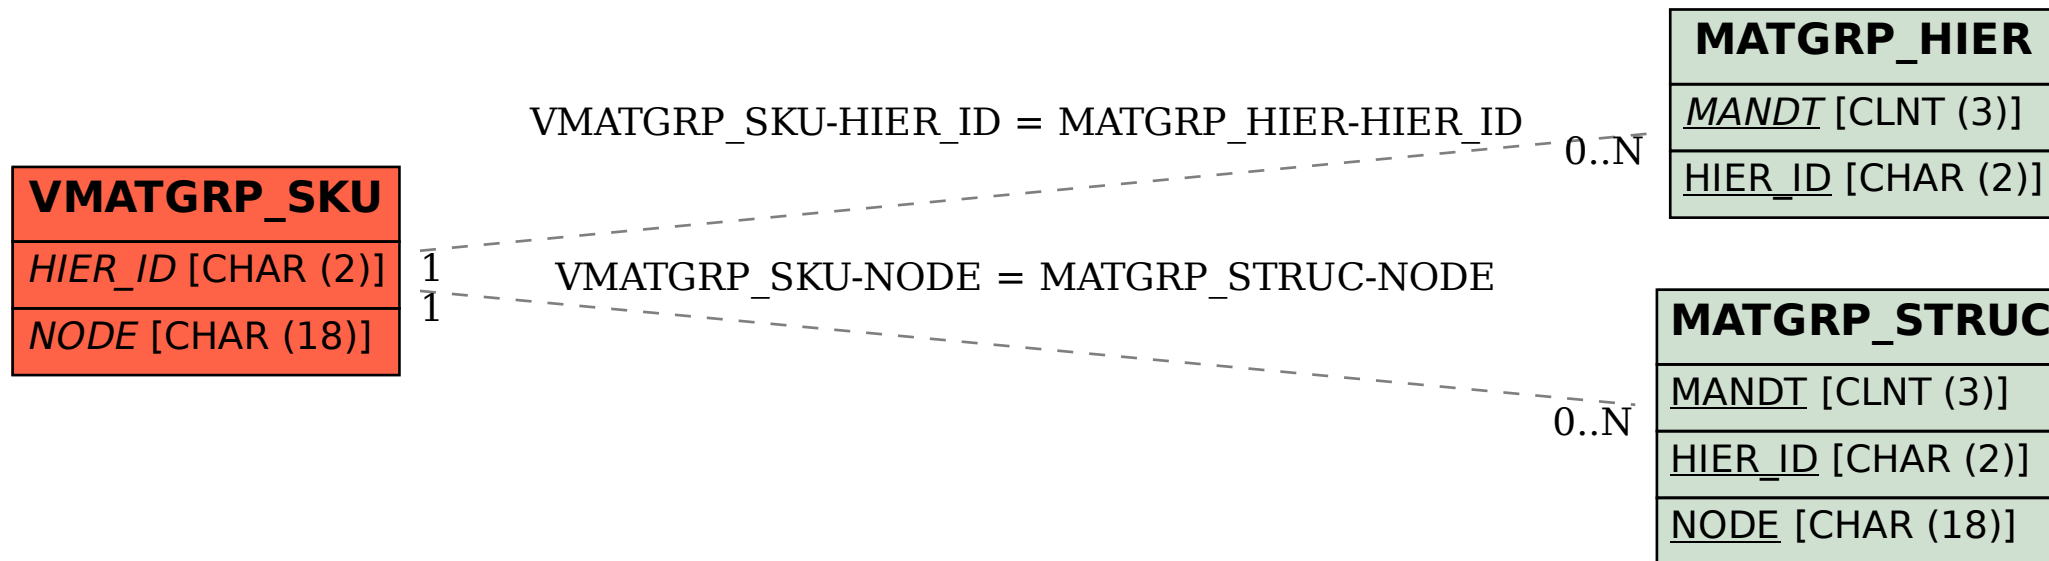 VMATGRP_SKU
HIER_ID [CHAR (2)]
NODE [CHAR (18)]
VMATGRP_SKU-HIER_ID = MATGRP_HIER-HIER_ID
1
0..N
VMATGRP_SKU-NODE = MATGRP_STRUC-NODE
1
0..N
MATGRP_HIER
MANDT [CLNT (3)]
HIER_ID [CHAR (2)]
MATGRP_STRUC
MANDT [CLNT (3)]
HIER_ID [CHAR (2)]
NODE [CHAR (18)]